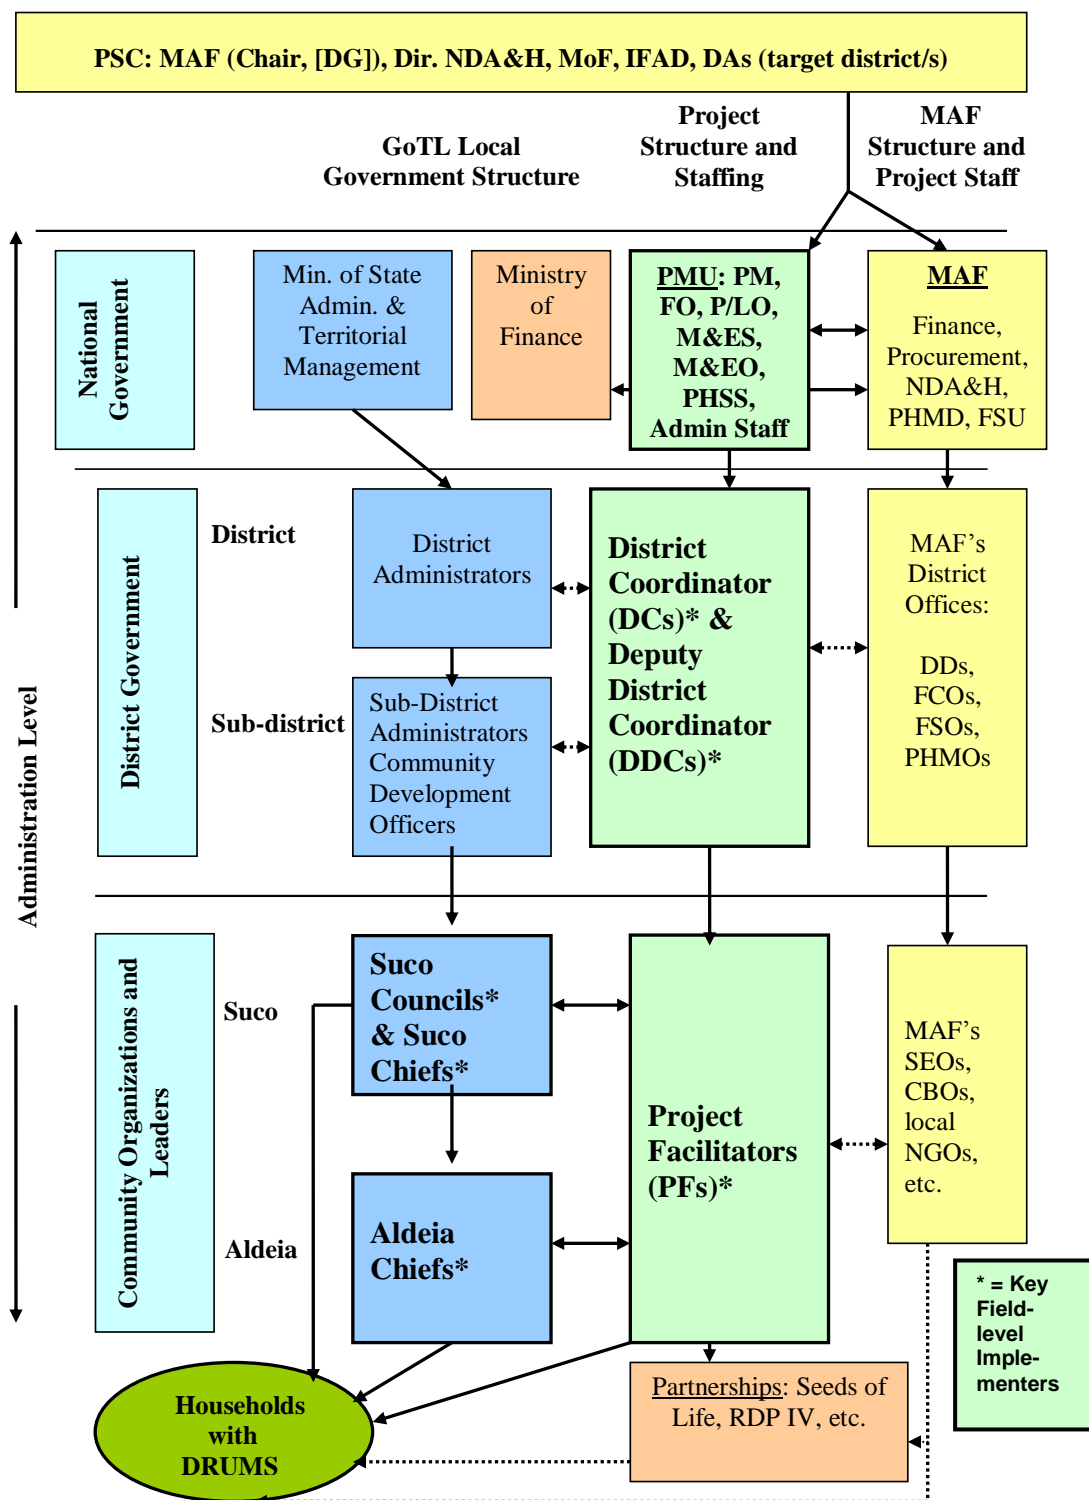 PSC: MAF (Chair, [DG]), Dir. NDA&H, MoF, IFAD, DAs (target district/s)
GoTL Local
Government Structure
Project
Structure and
Staffing
MAF
Structure and
Project Staff
Administration Level
National
Government
Min. of State
Admin. &
Territorial
Management
Ministry
of
Finance
PMU: PM,
FO, P/LO,
M&ES,
M&EO,
PHSS,
Admin Staff
MAF
Finance,
Procurement,
NDA&H,
PHMD, FSU
District Government
District
District
Administrators
Sub-district
Sub-District
Administrators
Community
Development
Officers
District
Coordinator
(DCs)* &
Deputy
District
Coordinator
(DDCs)*
MAF's
District
Offices:
DDs,
FCOs,
FSOs,
PHMOs
Community Organizations and
Leaders
Suco
Suco
Councils*
& Suco
Chiefs*
Aldeia
Aldeia
Chiefs*
Project
Facilitators
(PFs)*
MAF's
SEOs,
CBOs,
local
NGOs,
etc.
* = Key
Field-
level
Imple-
menters
Households
with
DRUMS
Partnerships: Seeds of
Life, RDP IV, etc.